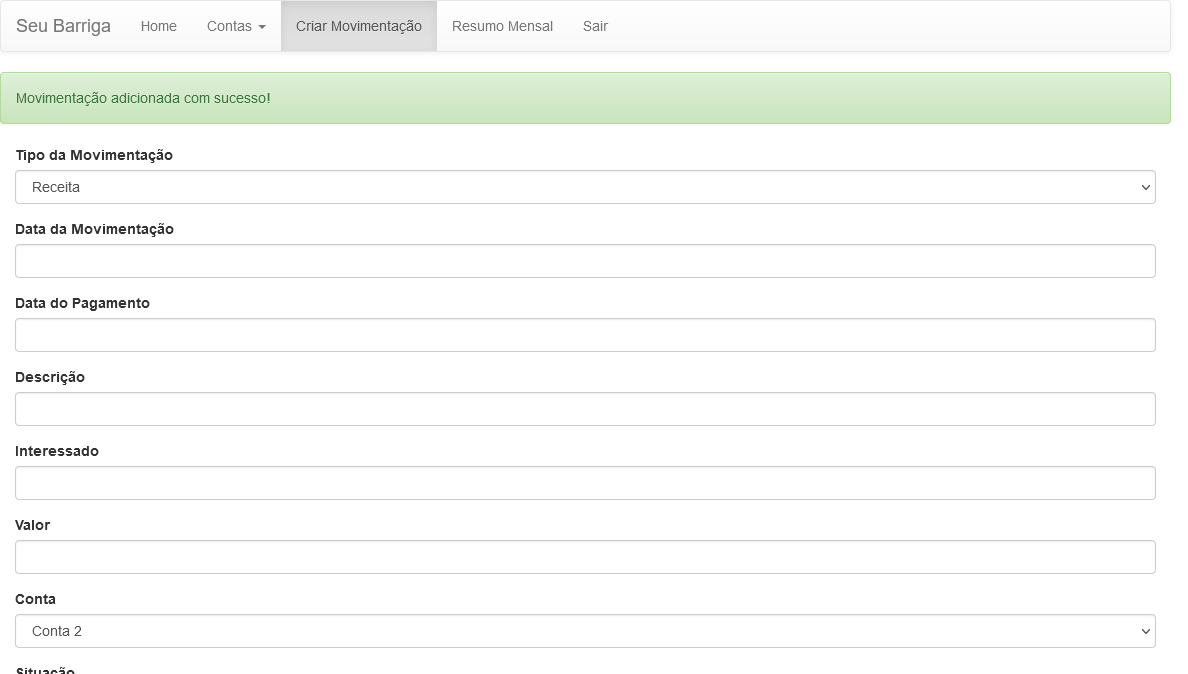 Seu Barriga Home Contas Criar Movimentação Resumo Mensal Sair
Movimentação adicionada com sucesso!
Tipo da Movimentação
Receita
Data da Movimentação
Data do Pagamento
Descrição
Interessado
Valor
Conta
Conta 2
Situação